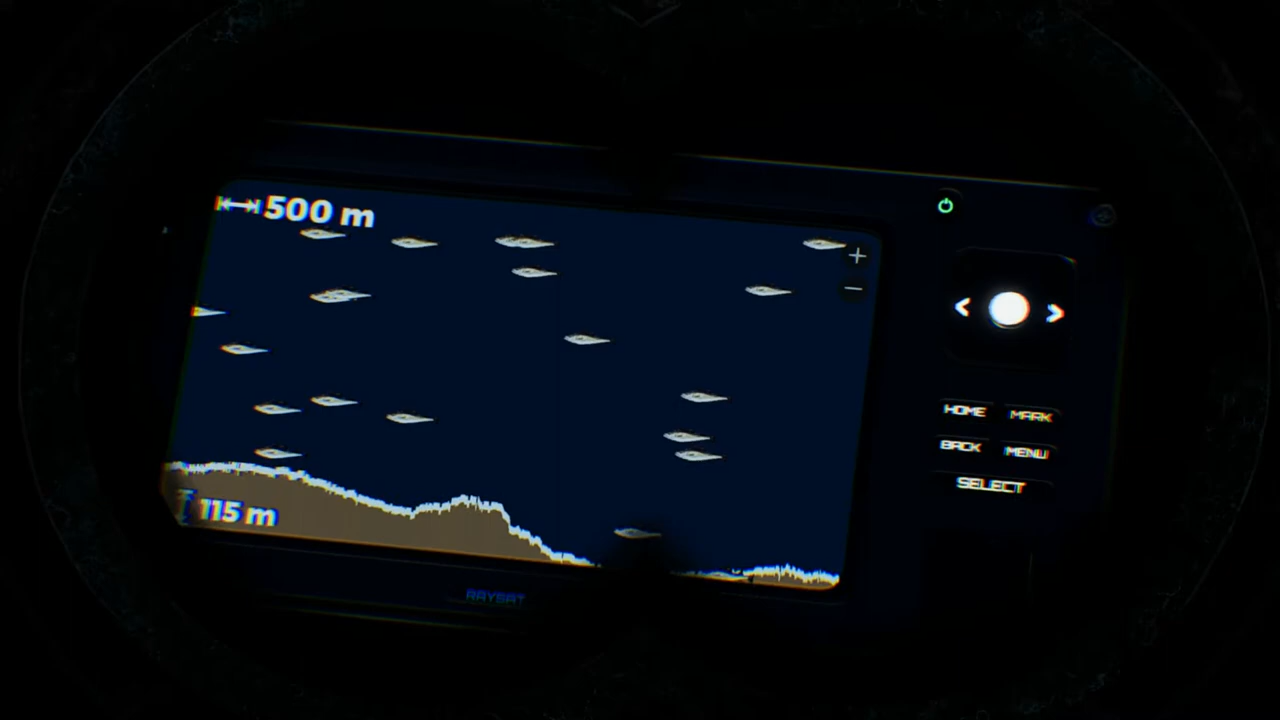 500 m
+
−
< >
HOME MARK
BACK MENU
SELECT
115 m
RAYSAT